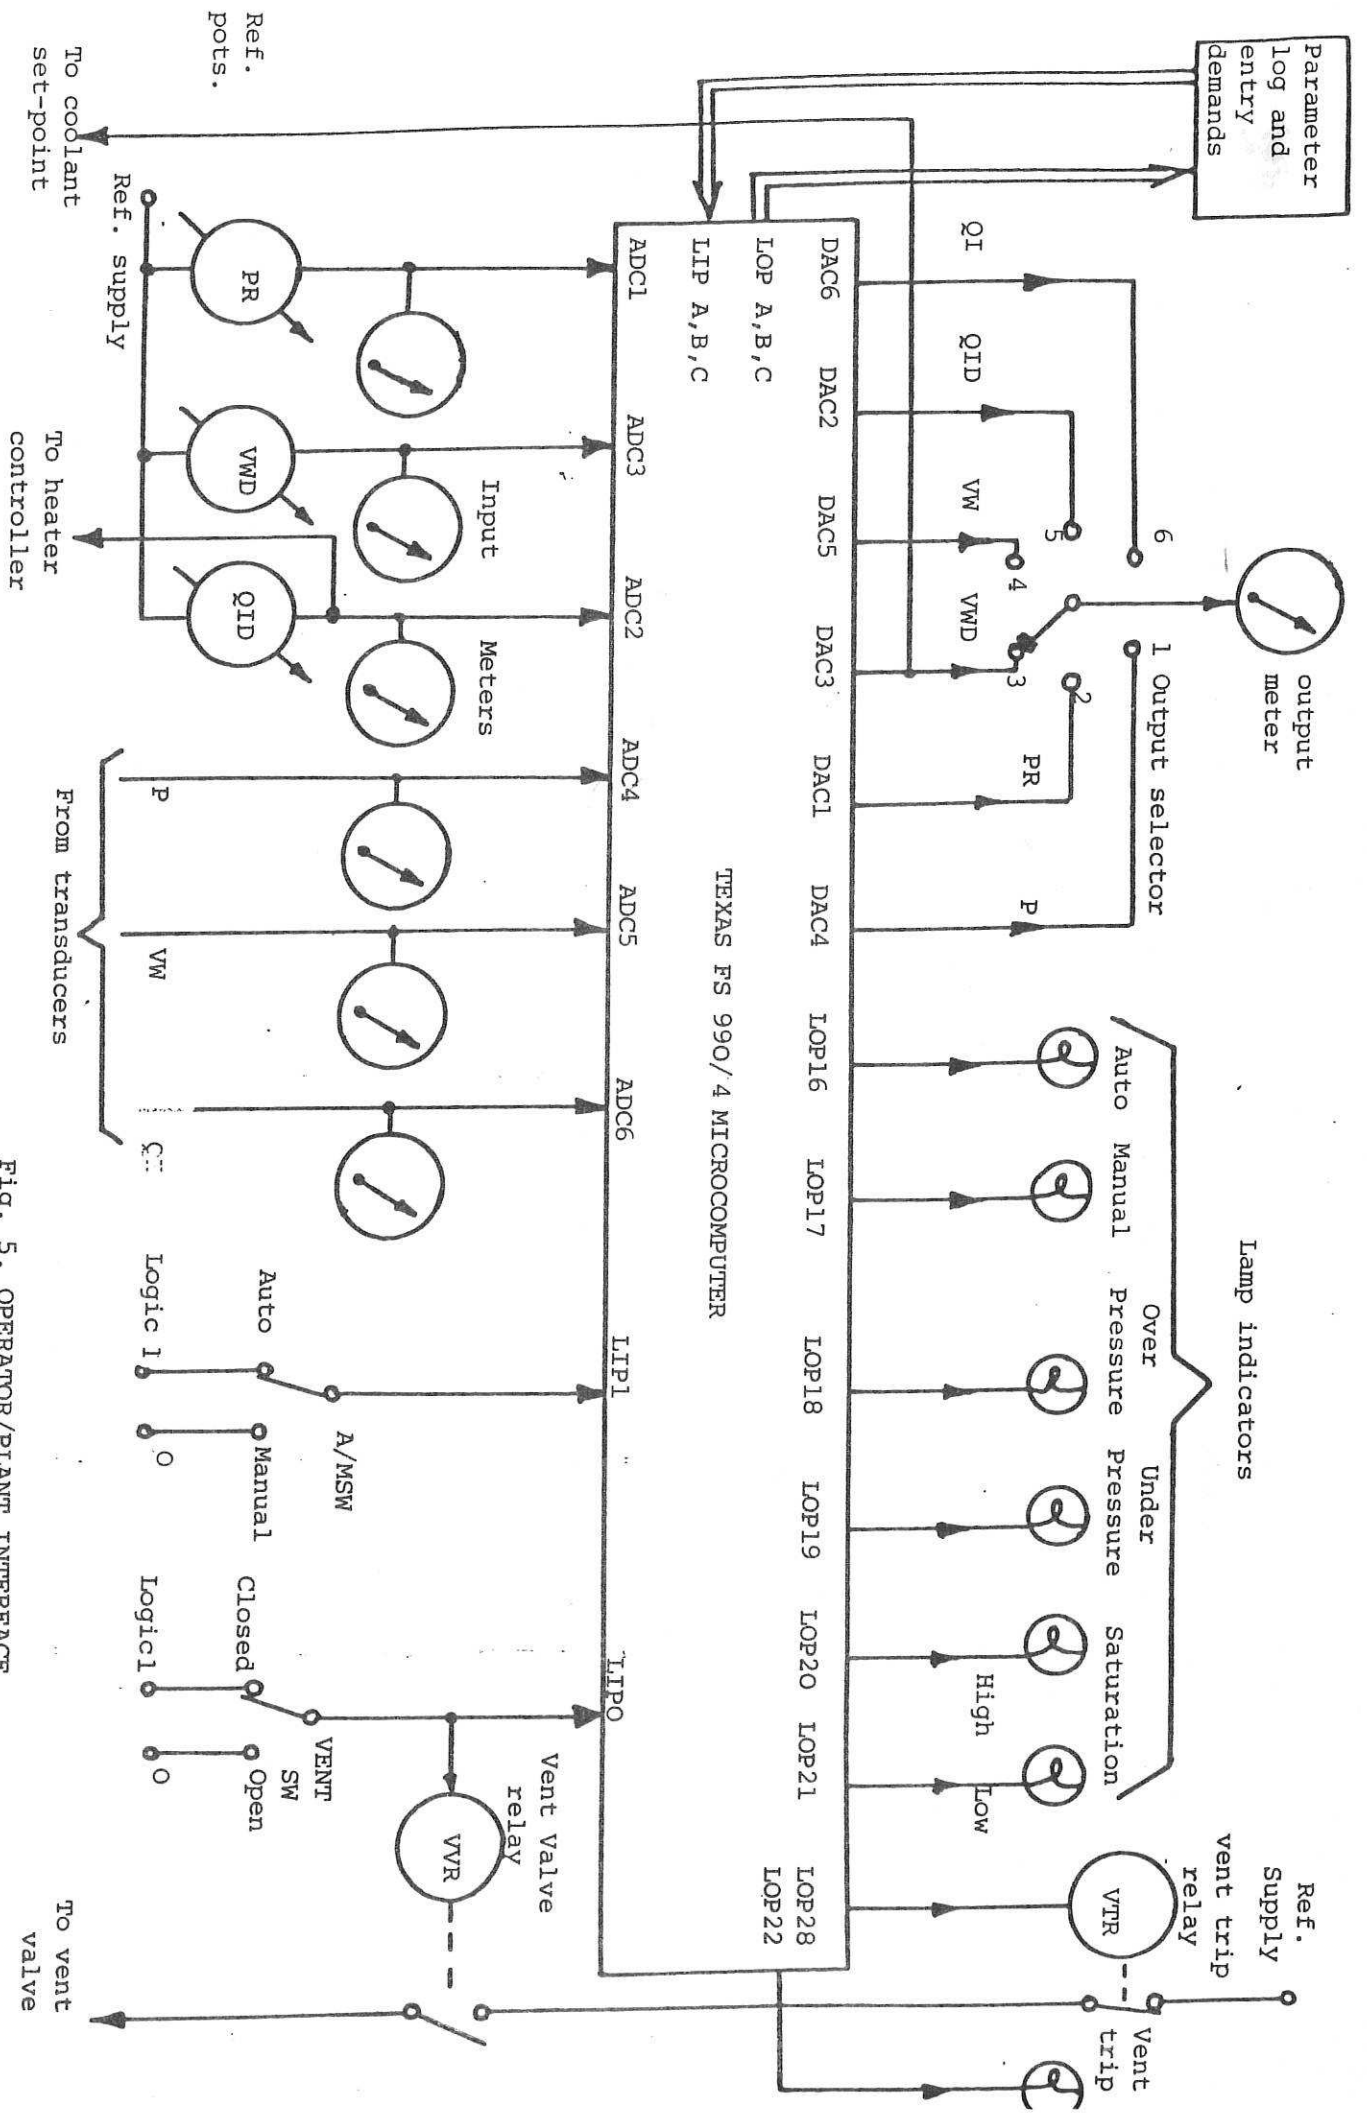 Parameter
log and
entry
demands
output
meter
Ref.
Supply
vent trip
relay
VTR
Vent
trip
Lamp indicators
Auto
Manual
Over
Pressure
Under
Pressure
Saturation
High
Low
1 Output selector
2
3
4
5
6
QI
QID
VW
VWD
PR
P
DAC6
DAC2
DAC5
DAC3
DAC1
DAC4
LOP16
LOP17
LOP18
LOP19
LOP20
LOP21
LOP28
LOP22
LOP A,B,C
LIP A,B,C
TEXAS FS 990/4 MICROCOMPUTER
ADC1
ADC3
ADC2
ADC4
ADC5
ADC6
LIP1
LIPO
Input
Meters
Vent Valve
relay
VVR
A/MSW
Auto
Manual
Logic 1
O
VENT
SW
Closed
Open
Logic1
O
Ref.
pots.
PR
VWD
QID
Ref. supply
P
VW
From transducers
To coolant
set-point
To heater
controller
To vent
valve
Fig. 5. OPERATOR/PLANT INTERFACE